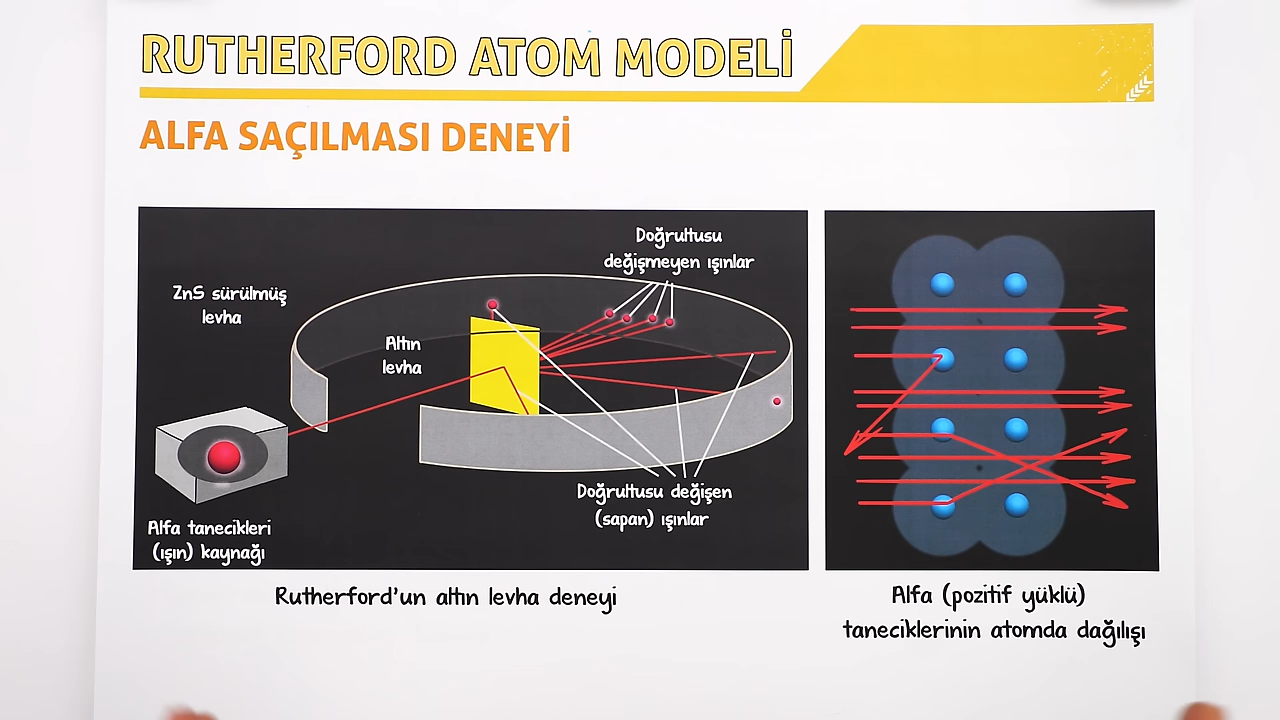 RUTHERFORD ATOM MODELİ
ALFA SAÇILMASI DENEYİ
Doğrultusu
değişmeyen ışınlar
ZnS sürülmüş
levha
Altın
levha
Doğrultusu değişen
(sapan) ışınlar
Alfa tanecikleri
(ışın) kaynağı
Rutherford'un altın levha deneyi
Alfa (pozitif yüklü)
taneciklerinin atomda dağılışı